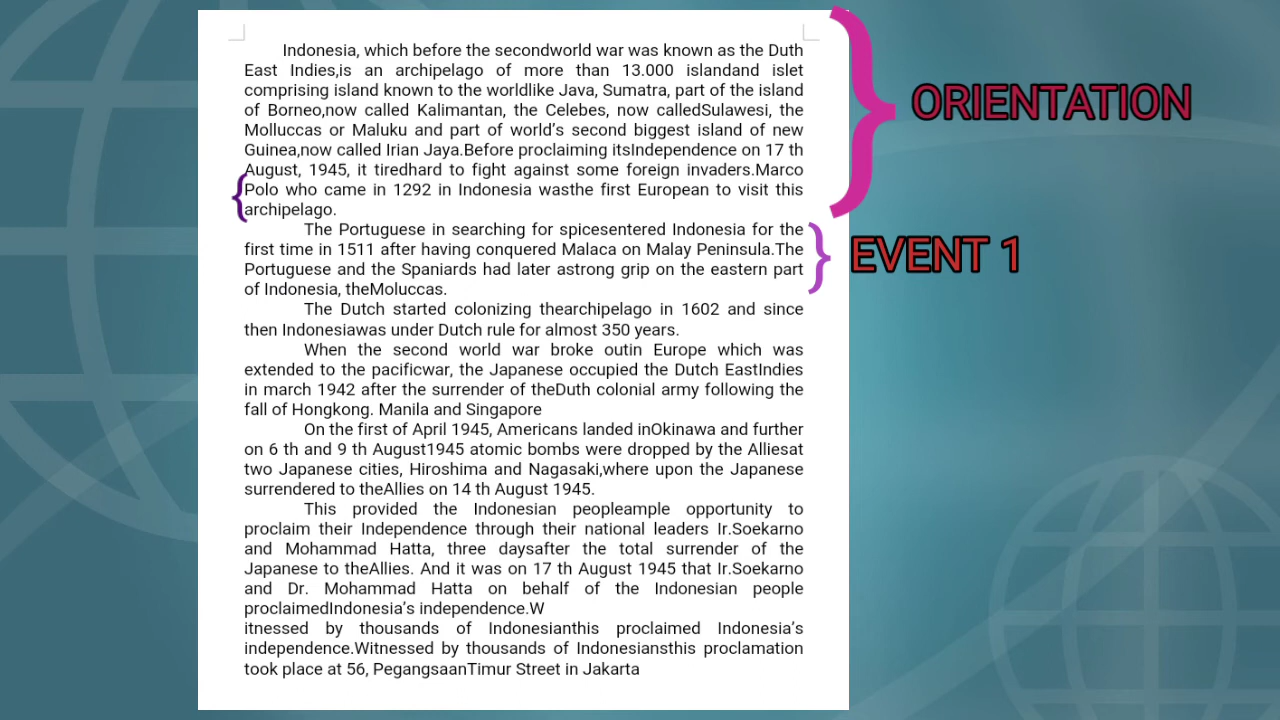 Indonesia, which before the secondworld war was known as the Duth
East Indies,is an archipelago of more than 13.000 islandand islet
comprising island known to the worldlike Java, Sumatra, part of the island
of Borneo,now called Kalimantan, the Celebes, now calledSulawesi, the
Molluccas or Maluku and part of world's second biggest island of new
Guinea,now called Irian Jaya.Before proclaiming itsIndependence on 17 th
August, 1945, it tiredhard to fight against some foreign invaders.Marco
Polo who came in 1292 in Indonesia wasthe first European to visit this
archipelago.
ORIENTATION
The Portuguese in searching for spicesentered Indonesia for the
first time in 1511 after having conquered Malaca on Malay Peninsula.The
Portuguese and the Spaniards had later astrong grip on the eastern part
of Indonesia, theMoluccas.
EVENT 1
The Dutch started colonizing thearchipelago in 1602 and since
then Indonesiawas under Dutch rule for almost 350 years.
When the second world war broke outin Europe which was
extended to the pacificwar, the Japanese occupied the Dutch EastIndies
in march 1942 after the surrender of theDuth colonial army following the
fall of Hongkong. Manila and Singapore
On the first of April 1945, Americans landed inOkinawa and further
on 6 th and 9 th August1945 atomic bombs were dropped by the Alliesat
two Japanese cities, Hiroshima and Nagasaki,where upon the Japanese
surrendered to theAllies on 14 th August 1945.
This provided the Indonesian peopleample opportunity to
proclaim their Independence through their national leaders Ir.Soekarno
and Mohammad Hatta, three daysafter the total surrender of the
Japanese to theAllies. And it was on 17 th August 1945 that Ir.Soekarno
and Dr. Mohammad Hatta on behalf of the Indonesian people
proclaimedIndonesia's independence.W
itnessed by thousands of Indonesianthis proclaimed Indonesia's
independence.Witnessed by thousands of Indonesiansthis proclamation
took place at 56, PegangsaanTimur Street in Jakarta